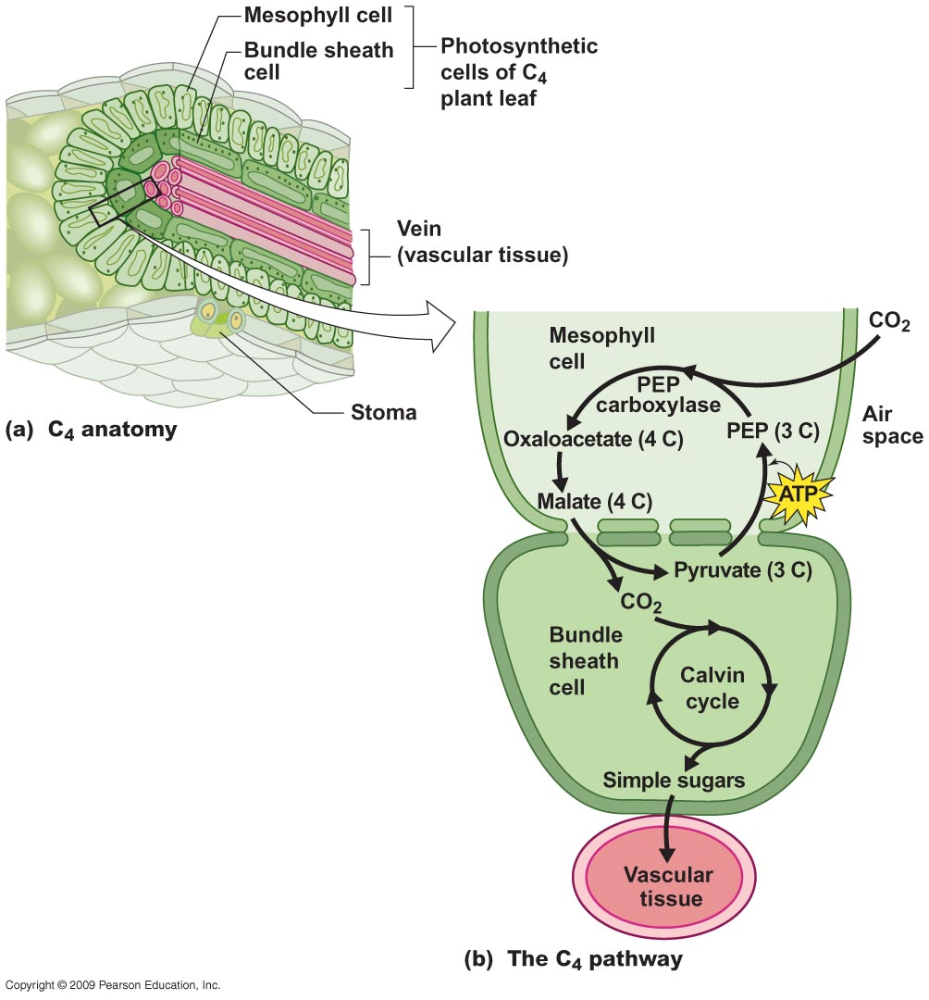 Mesophyll cell
Bundle sheath
cell
Photosynthetic
cells of C₄
plant leaf
Vein
(vascular tissue)
Stoma
(a) C₄ anatomy
Mesophyll
cell
CO₂
PEP
carboxylase
Air
space
Oxaloacetate (4 C)
PEP (3 C)
ATP
Malate (4 C)
Pyruvate (3 C)
CO₂
Bundle
sheath
cell
Calvin
cycle
Simple sugars
Vascular
tissue
(b) The C₄ pathway
Copyright © 2009 Pearson Education, Inc.